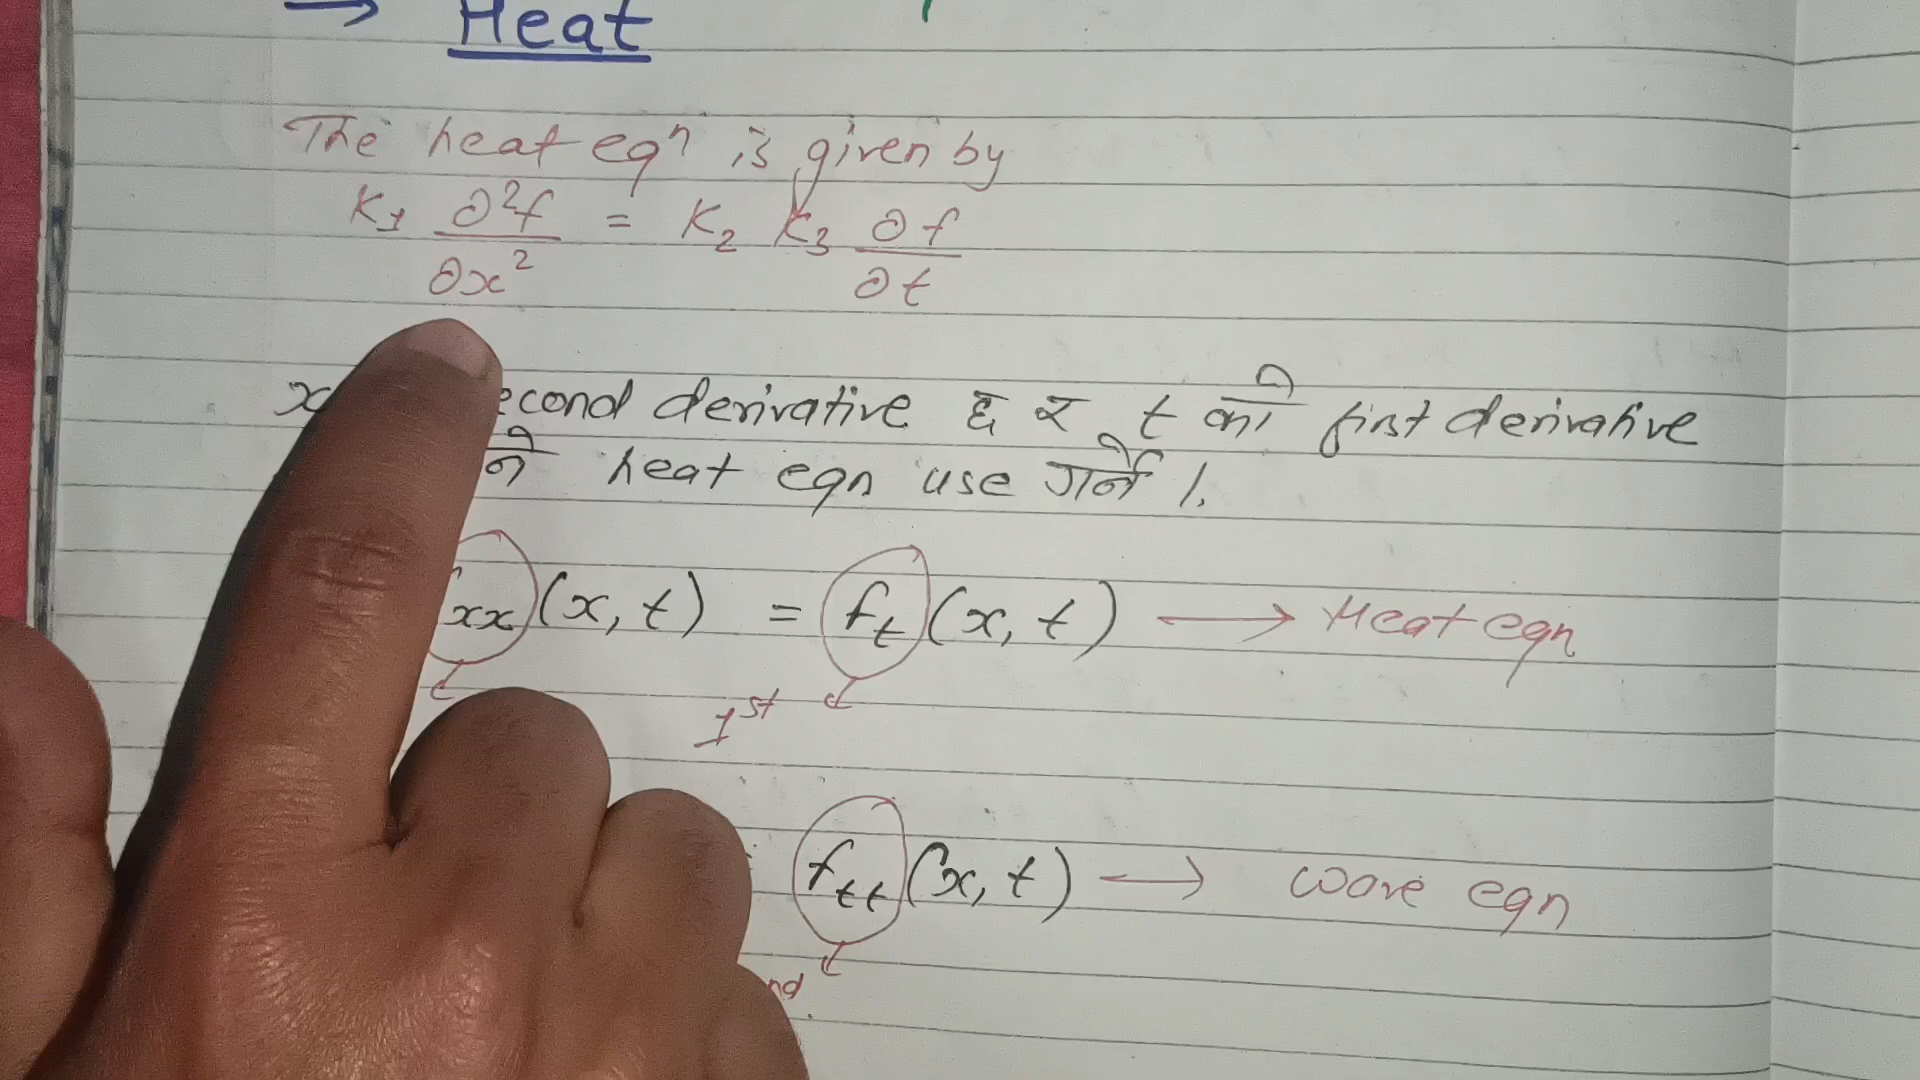 → Heat
The heat eqⁿ is given by
K₁ ∂²f/∂x² = K₂ K₃ ∂f/∂t
x second derivative छ र t को first derivative
ने heat eqn use गर्ने ।.
xx (x, t) = fₜ (x, t) → Heat eqn
1st
fₜₜ (x, t) → wave eqn
nd